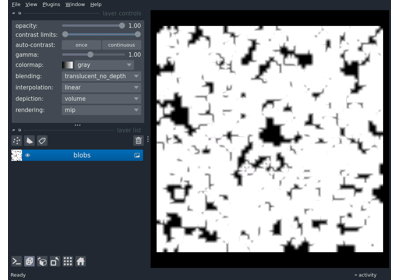 File View Plugins Window Help
layer controls
opacity: 1.00
contrast limits:
auto-contrast: once continuous
gamma: 1.00
colormap: gray
blending: translucent_no_depth
interpolation: linear
depiction: volume
rendering: mip
layer list
blobs
Ready
activity